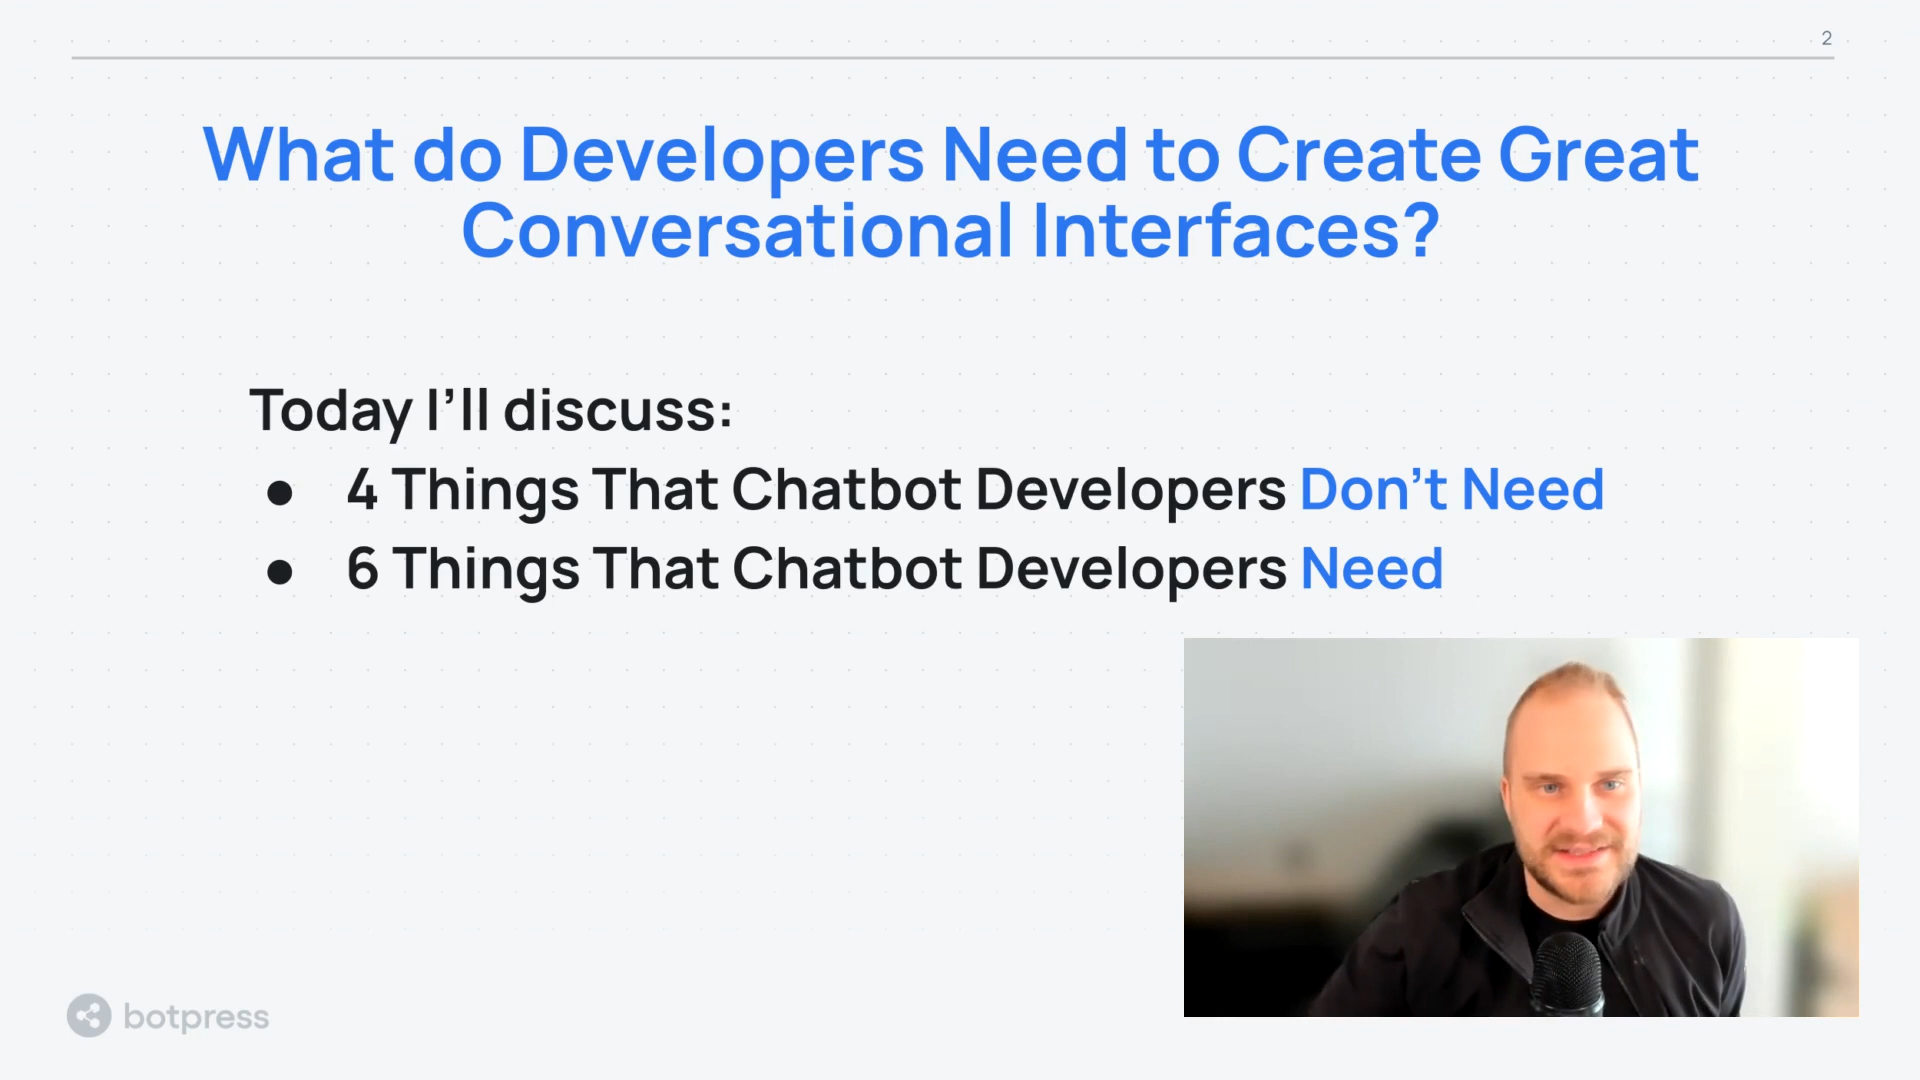 2
What do Developers Need to Create Great
Conversational Interfaces?
Today I’ll discuss:
● 4 Things That Chatbot Developers Don’t Need
● 6 Things That Chatbot Developers Need
botpress